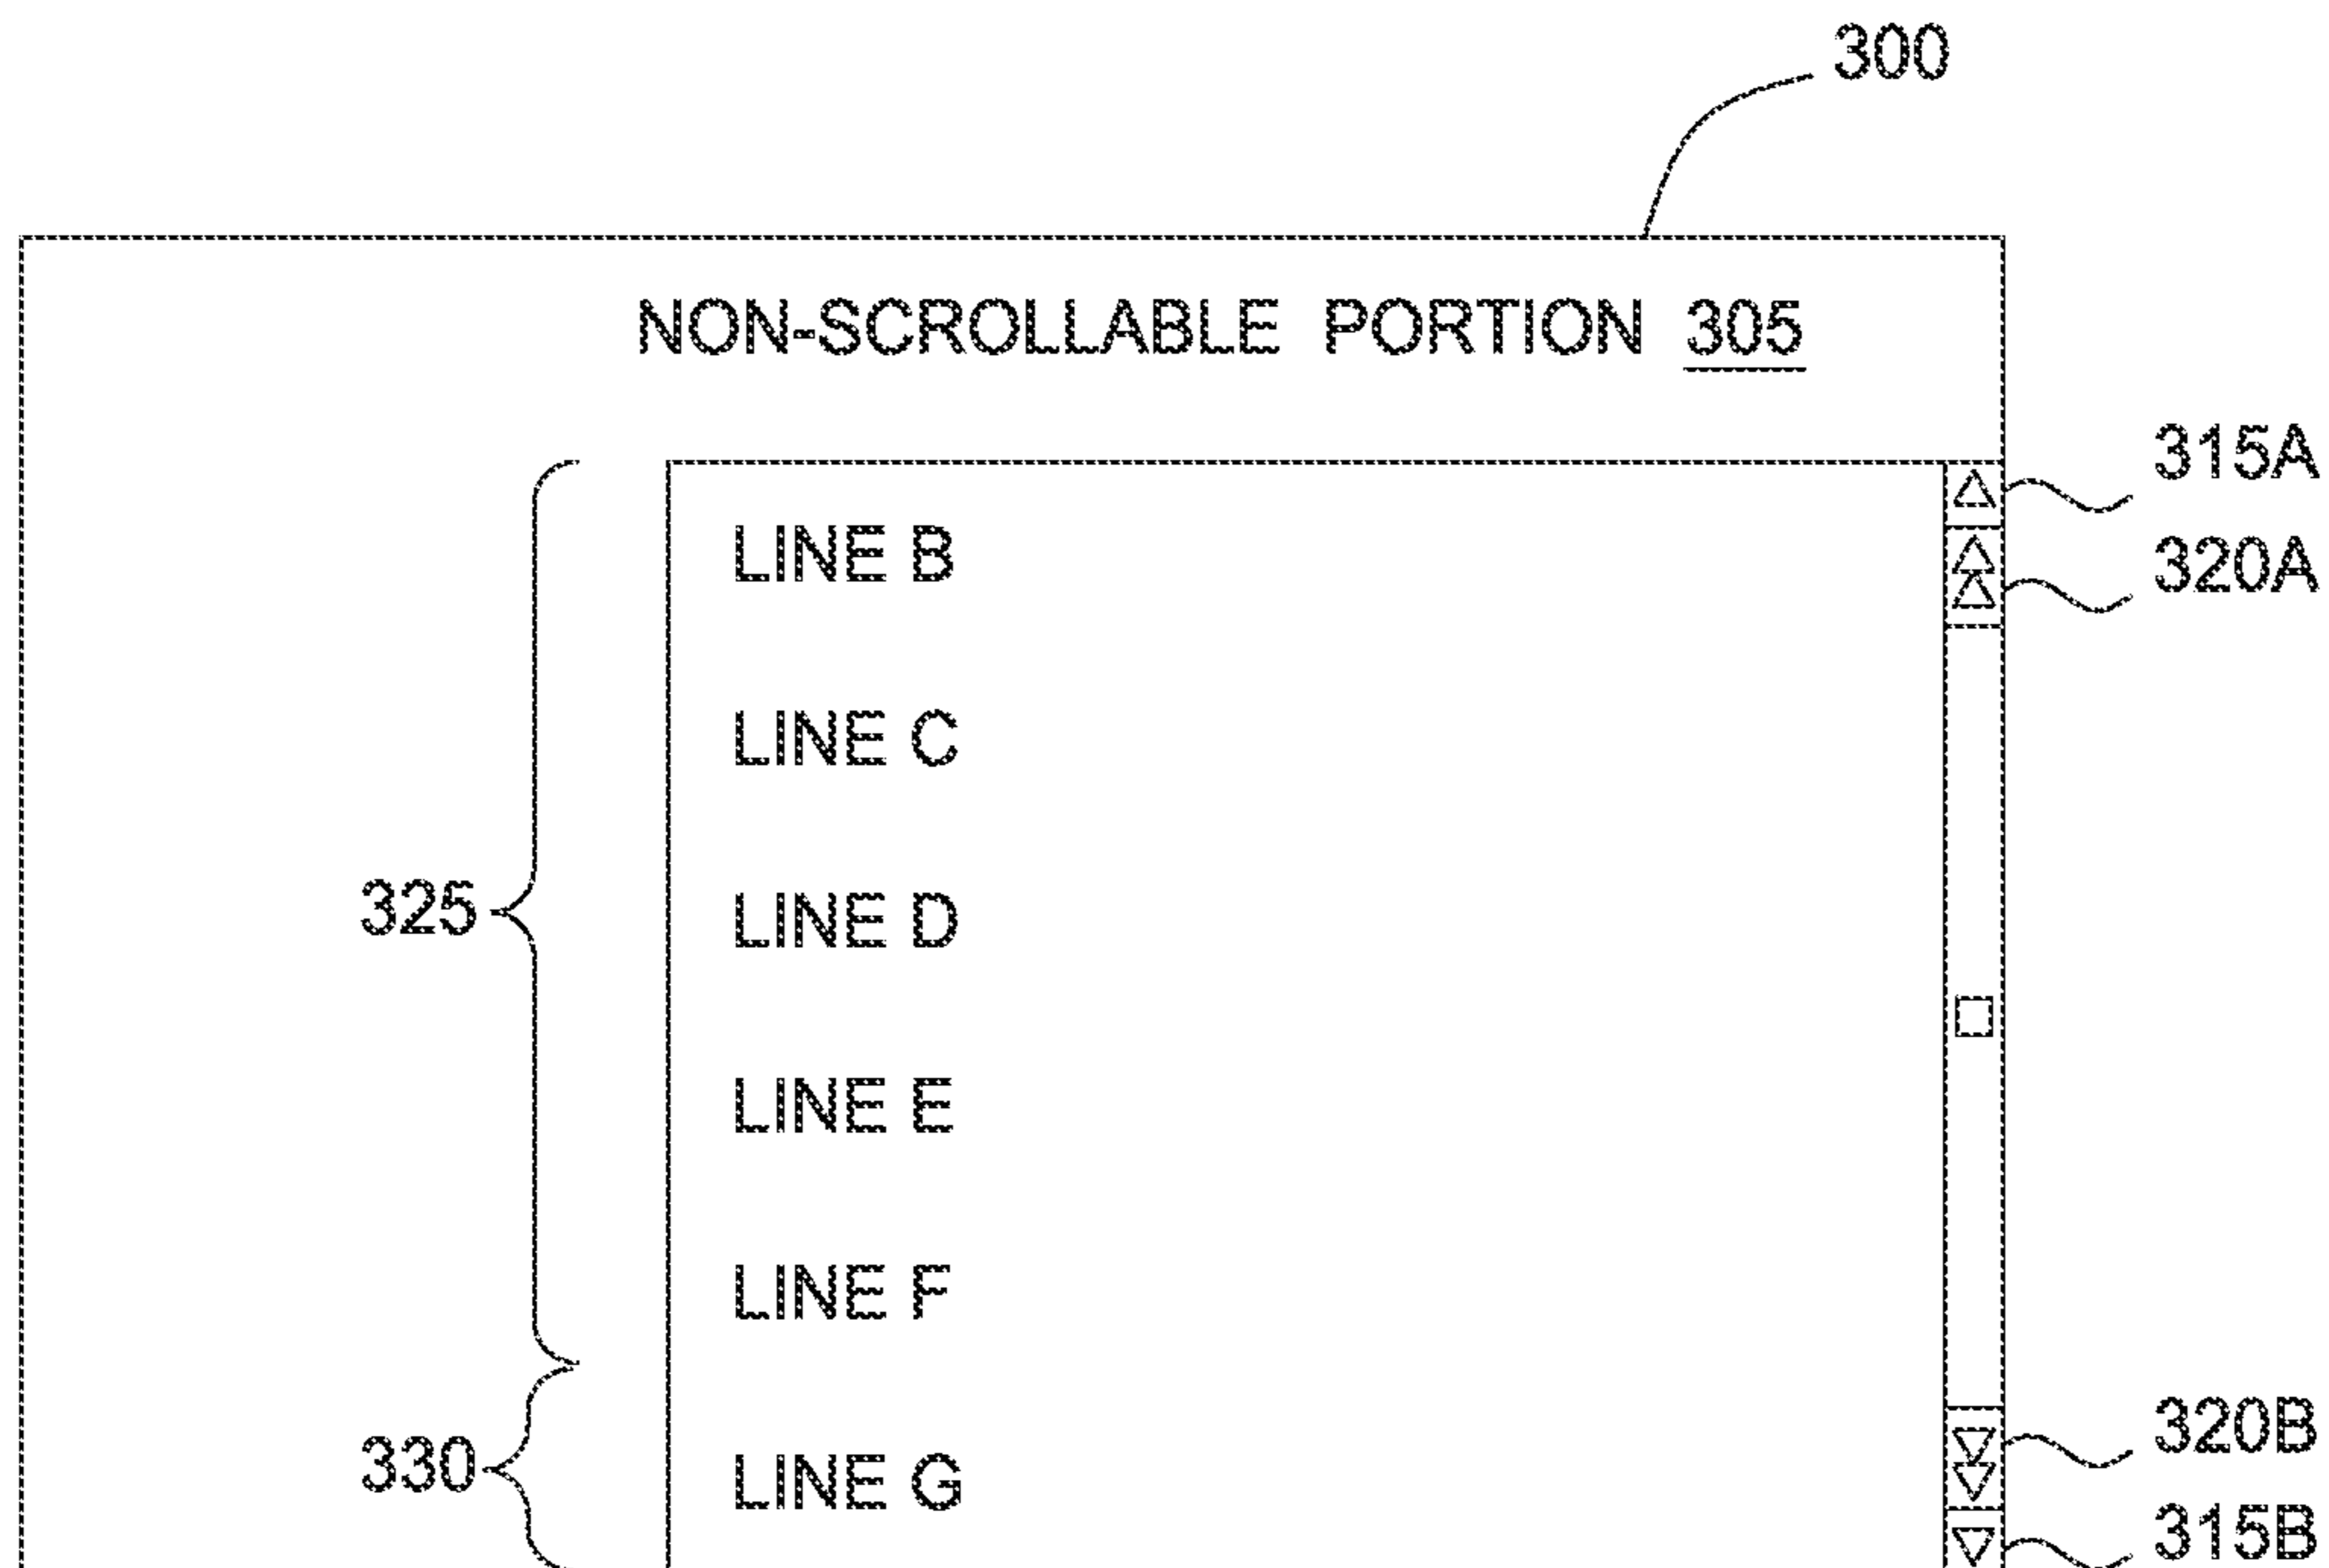 300
NON-SCROLLABLE PORTION 305
315A
LINE B
320A
LINE C
325
LINE D
LINE E
LINE F
320B
330
LINE G
315B